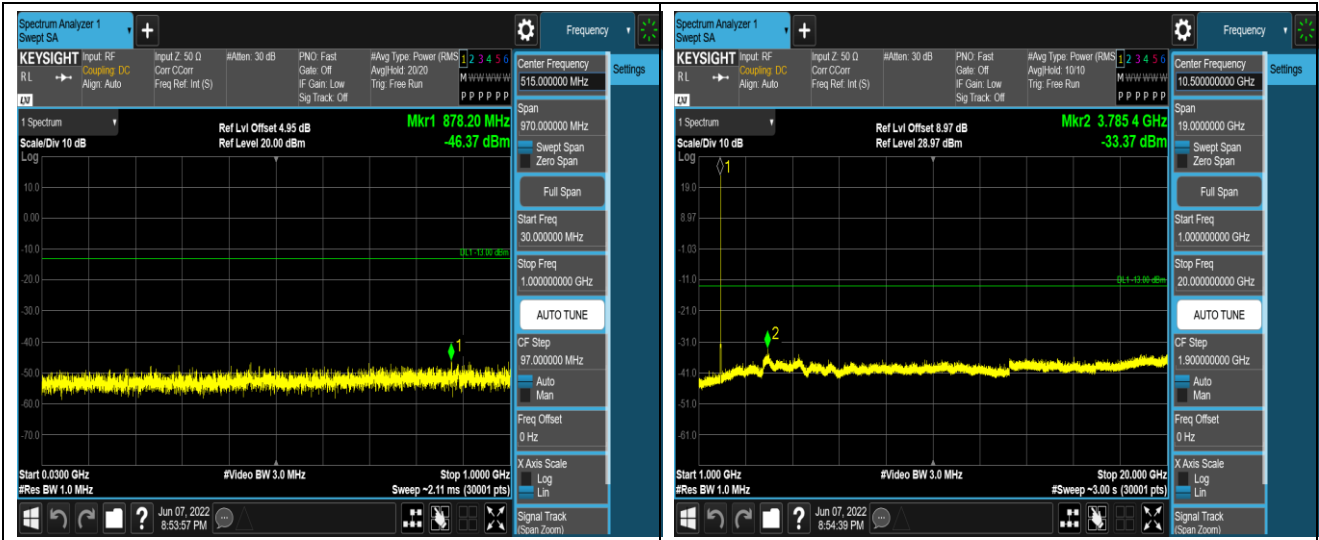 Spectrum Analyzer 1
Swept SA
+
Frequency
KEYSIGHT
Input: RF
Input Z: 50 Ω
#Atten: 30 dB
PNO: Fast
#Avg Type: Power (RMS
1 2 3 4 5 6
RL
Coupling: DC
Corr CCorr
Gate: Off
Avg|Hold: 20/20
M W W W W W
Align: Auto
Freq Ref: Int (S)
IF Gain: Low
Trig: Free Run
LXI
Sig Track: Off
P P P P P P
1 Spectrum
Ref Lvl Offset 4.95 dB
Mkr1 878.20 MHz
Scale/Div 10 dB
Ref Level 20.00 dBm
-46.37 dBm
Log
10.0
0.00
-10.0
DL1 -13.00 dBm
-20.0
-30.0
-40.0
1
-50.0
-60.0
-70.0
Start 0.0300 GHz
#Video BW 3.0 MHz
Stop 1.0000 GHz
#Res BW 1.0 MHz
Sweep ~2.11 ms (30001 pts)
Center Frequency
515.000000 MHz
Settings
Span
970.000000 MHz
Swept Span
Zero Span
Full Span
Start Freq
30.000000 MHz
Stop Freq
1.000000000 GHz
AUTO TUNE
CF Step
97.000000 MHz
Auto
Man
Freq Offset
0 Hz
X Axis Scale
Log
Lin
Signal Track
(Span Zoom)
?
Jun 07, 2022
8:53:57 PM
Spectrum Analyzer 1
Swept SA
+
Frequency
KEYSIGHT
Input: RF
Input Z: 50 Ω
#Atten: 30 dB
PNO: Fast
#Avg Type: Power (RMS
1 2 3 4 5 6
RL
Coupling: DC
Corr CCorr
Gate: Off
Avg|Hold: 10/10
M W W W W W
Align: Auto
Freq Ref: Int (S)
IF Gain: Low
Trig: Free Run
LXI
Sig Track: Off
P P P P P P
1 Spectrum
Ref Lvl Offset 8.97 dB
Mkr2 3.785 4 GHz
Scale/Div 10 dB
Ref Level 28.97 dBm
-33.37 dBm
Log
1
19.0
8.97
-1.03
-11.0
DL1 -13.00 dBm
-21.0
-31.0
2
-41.0
-51.0
-61.0
Start 1.000 GHz
#Video BW 3.0 MHz
Stop 20.000 GHz
#Res BW 1.0 MHz
#Sweep ~3.00 s (30001 pts)
Center Frequency
10.500000000 GHz
Settings
Span
19.0000000 GHz
Swept Span
Zero Span
Full Span
Start Freq
1.000000000 GHz
Stop Freq
20.000000000 GHz
AUTO TUNE
CF Step
1.900000000 GHz
Auto
Man
Freq Offset
0 Hz
X Axis Scale
Log
Lin
Signal Track
(Span Zoom)
?
Jun 07, 2022
8:54:39 PM